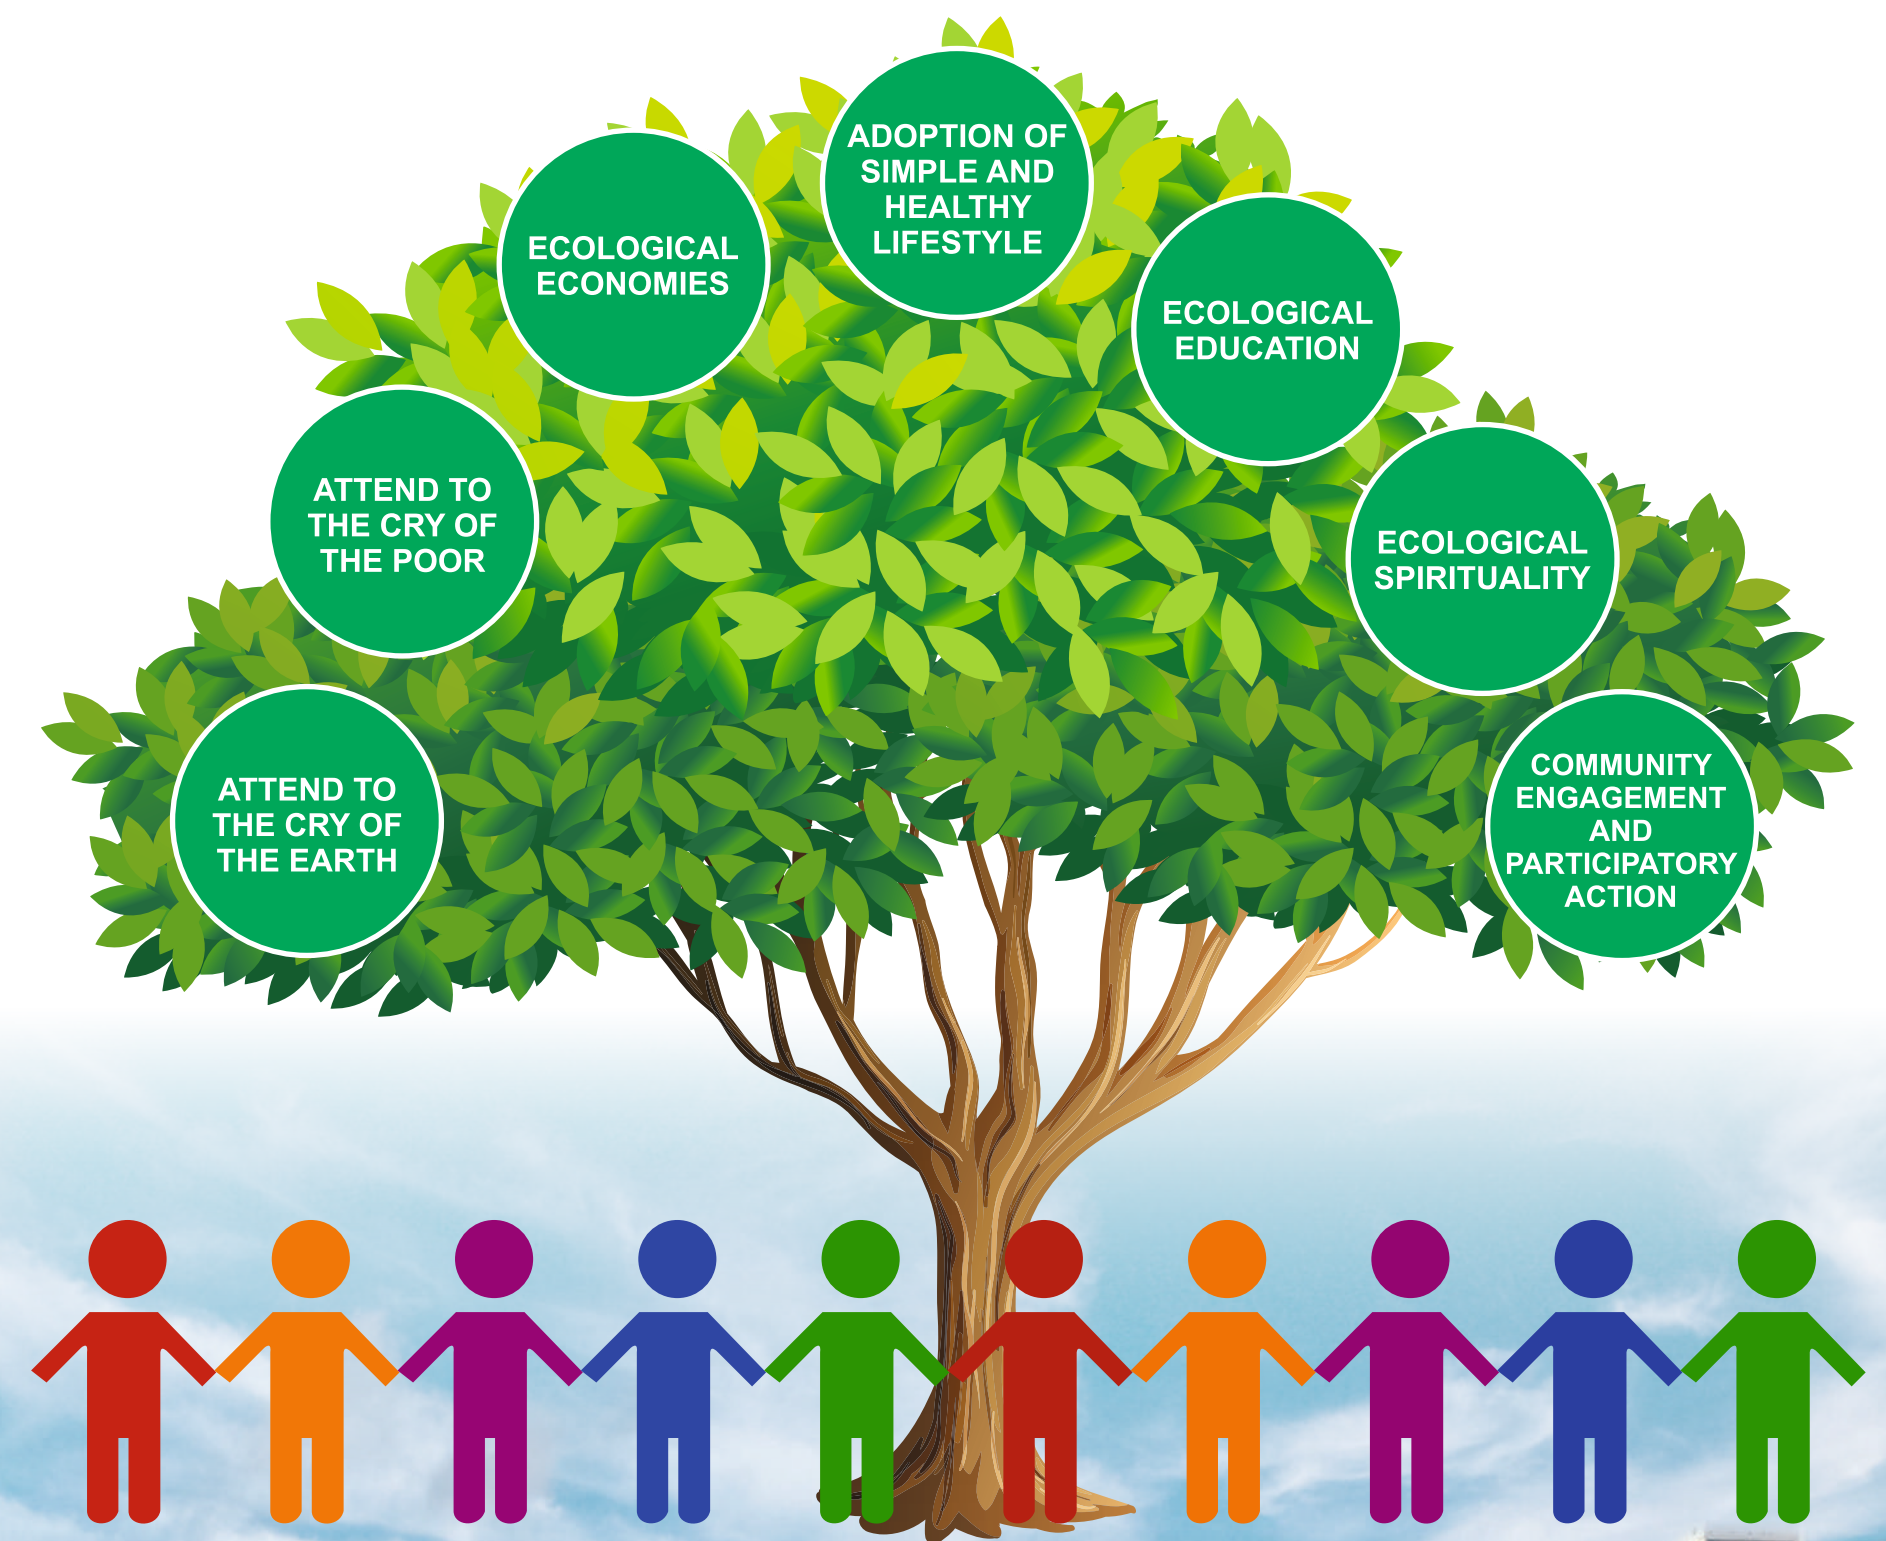 ADOPTION OF
SIMPLE AND
HEALTHY
LIFESTYLE
ECOLOGICAL
ECONOMIES
ECOLOGICAL
EDUCATION
ATTEND TO
THE CRY OF
THE POOR
ECOLOGICAL
SPIRITUALITY
ATTEND TO
THE CRY OF
THE EARTH
COMMUNITY
ENGAGEMENT
AND
PARTICIPATORY
ACTION